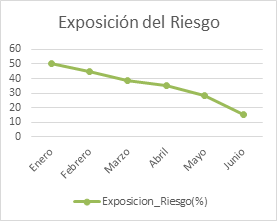 Exposición del Riesgo
60
50
40
30
20
10
0
Enero
Febrero
Marzo
Abril
Mayo
Junio
Exposicion_Riesgo(%)